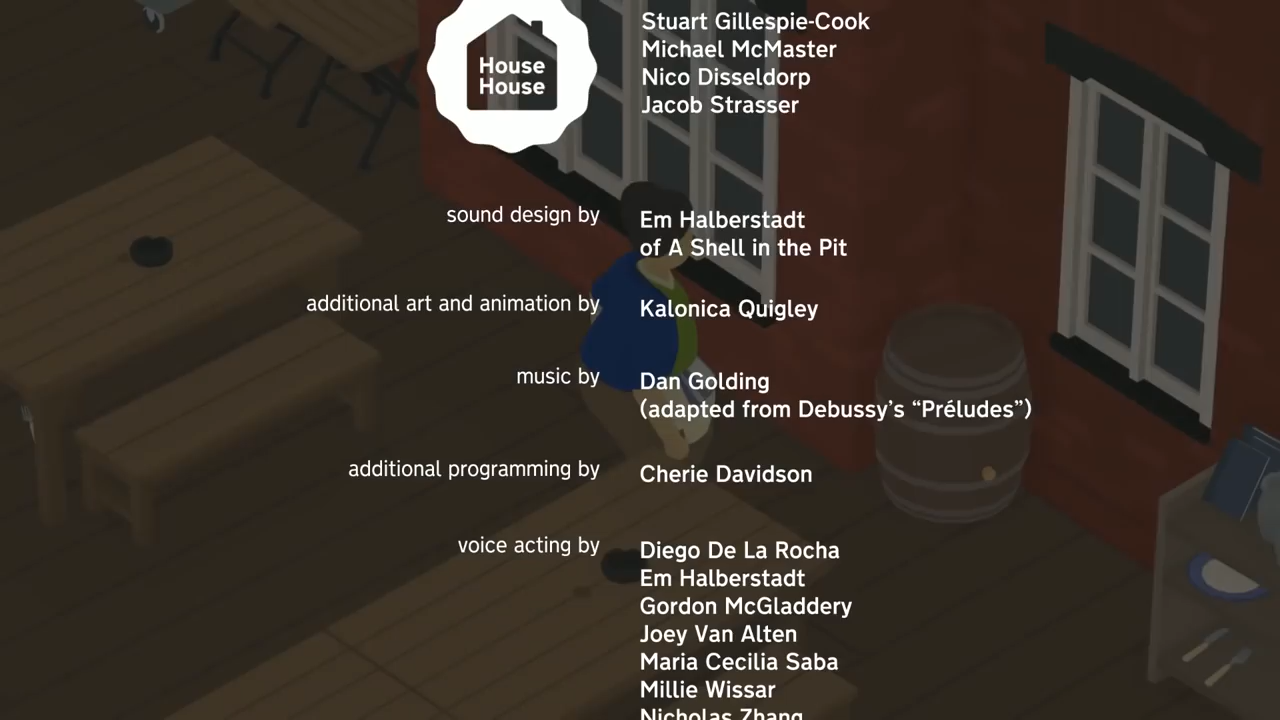 House
House
Stuart Gillespie-Cook
Michael McMaster
Nico Disseldorp
Jacob Strasser
sound design by
Em Halberstadt
of A Shell in the Pit
additional art and animation by
Kalonica Quigley
music by
Dan Golding
(adapted from Debussy's “Préludes”)
additional programming by
Cherie Davidson
voice acting by
Diego De La Rocha
Em Halberstadt
Gordon McGladdery
Joey Van Alten
Maria Cecilia Saba
Millie Wissar
Nicholas Zhang